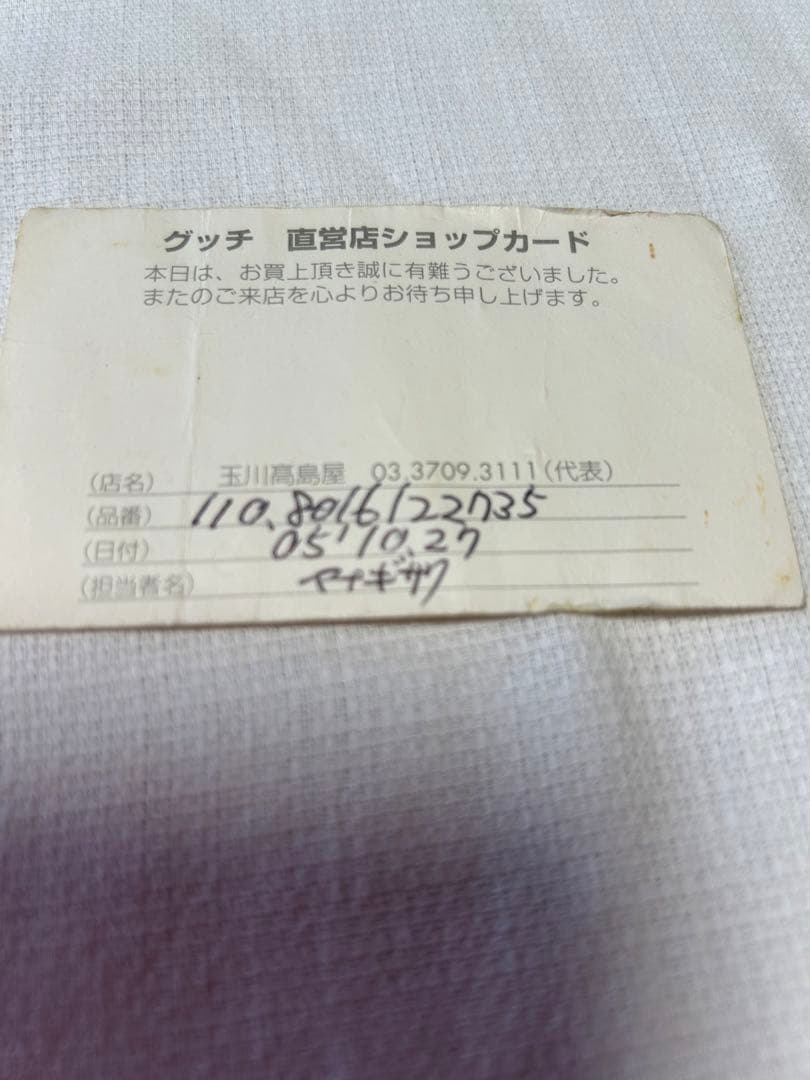 グッチ 直営店ショップカード
本日は、お買上頂き誠に有難うございました。
またのご来店を心よりお待ち申し上げます。
(店名) 玉川高島屋 03.3709.3111(代表)
(品番) 110.8016122735
(日付) 05'10.27
(担当者名) ヤナギサワ